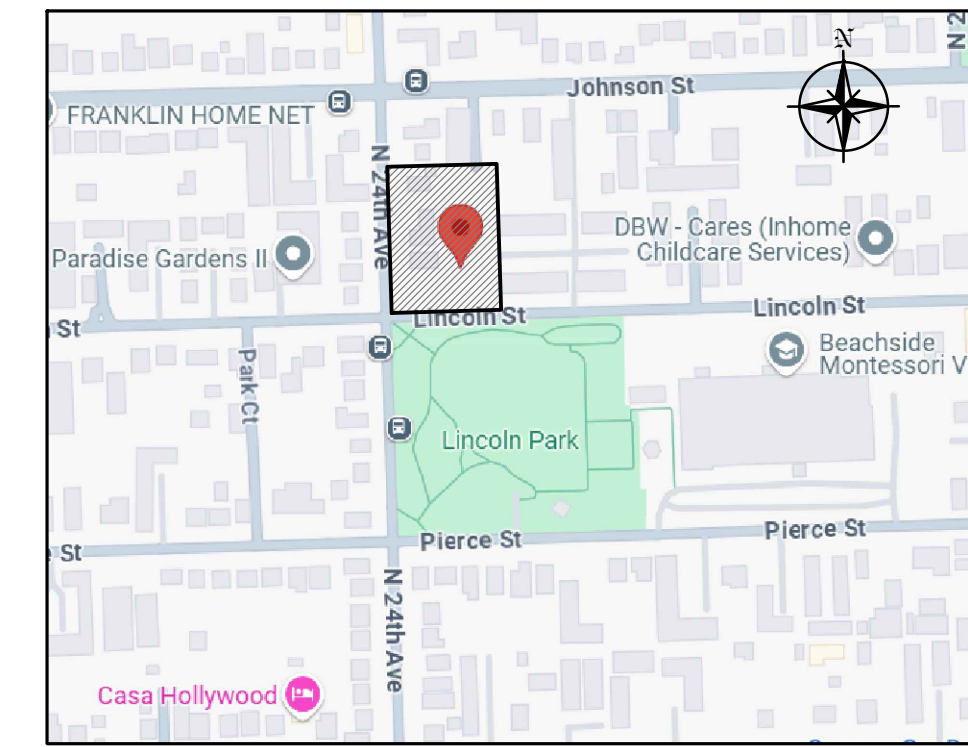 N 2
N
Johnson St
FRANKLIN HOME NET
N 24th Ave
DBW - Cares (Inhome
Childcare Services)
Paradise Gardens II
Lincoln St
Lincoln St
St
Beachside
Montessori V
Park Ct
Lincoln Park
Pierce St
Pierce St
St
N 24th Ave
Casa Hollywood